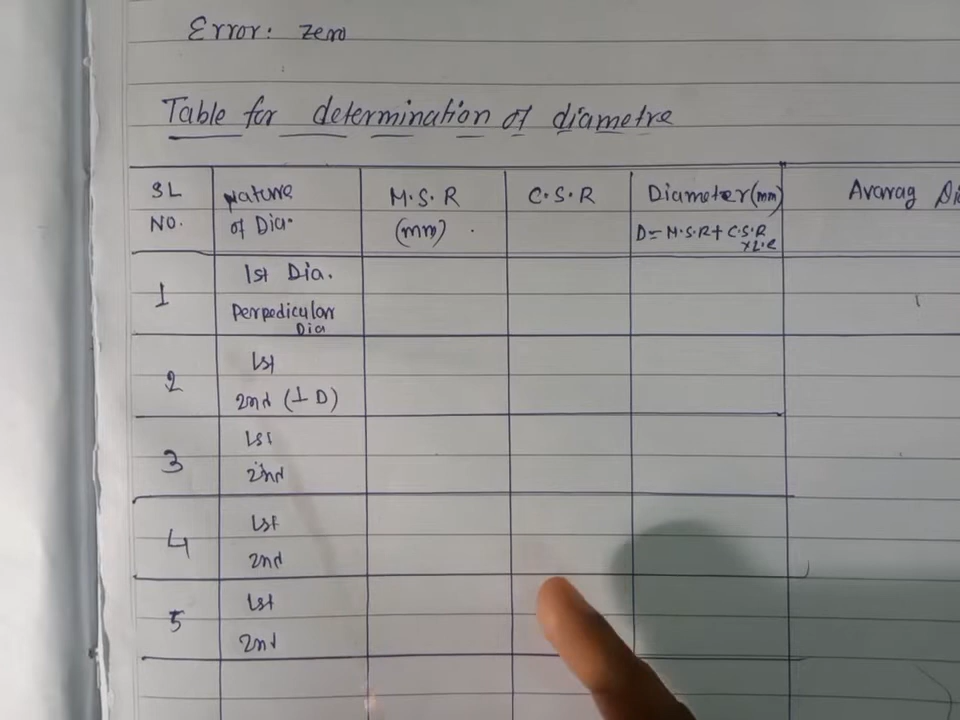 Error: zero
Table for determination of diametre
SL NO.
Nature of Dia.
M.S.R (mm)
C.S.R
Diameter(mm)
D = M.S.R + C.S.R
Avarag
1
1st Dia.
Perpedicular Dia
2
1st
2nd (⊥ D)
3
1st
2nd
4
1st
2nd
5
1st
2nd